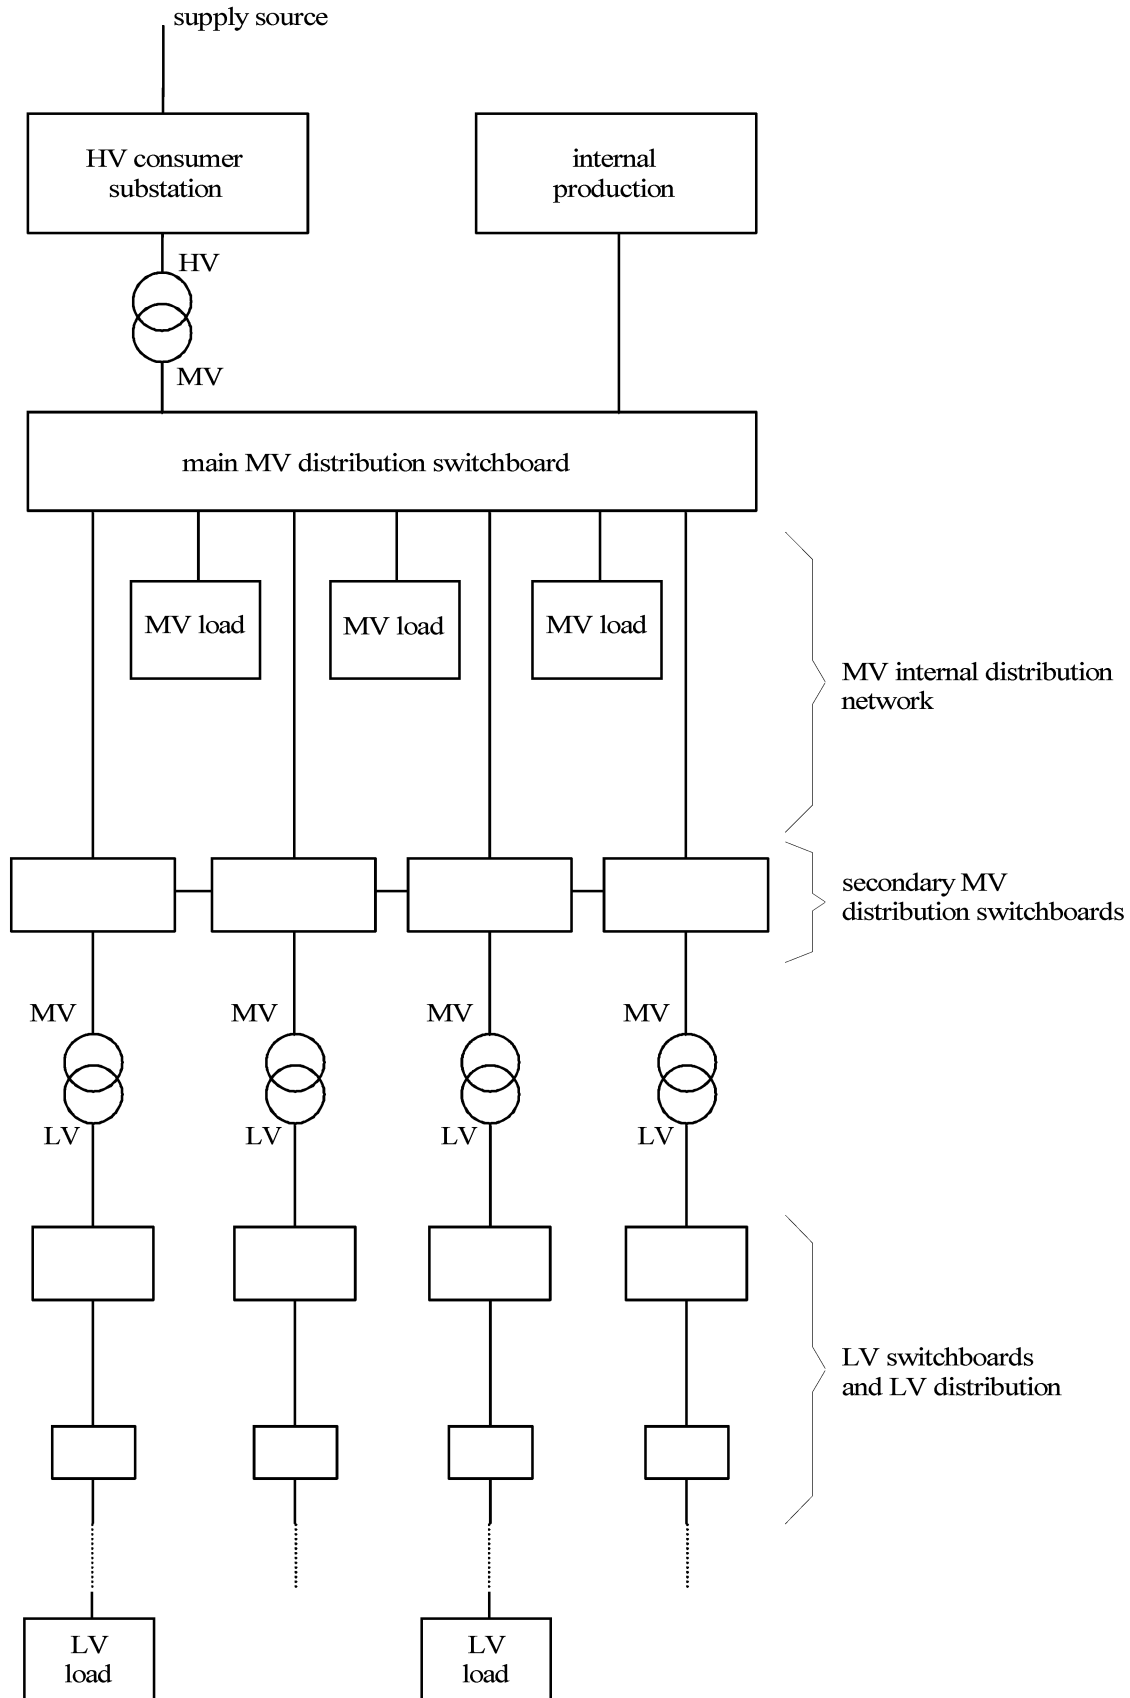 supply source
HV consumer
substation
internal
production
HV
MV
main MV distribution switchboard
MV load
MV load
MV load
MV internal distribution
network
secondary MV
distribution switchboards
MV
MV
MV
MV
LV
LV
LV
LV
LV switchboards
and LV distribution
LV
load
LV
load